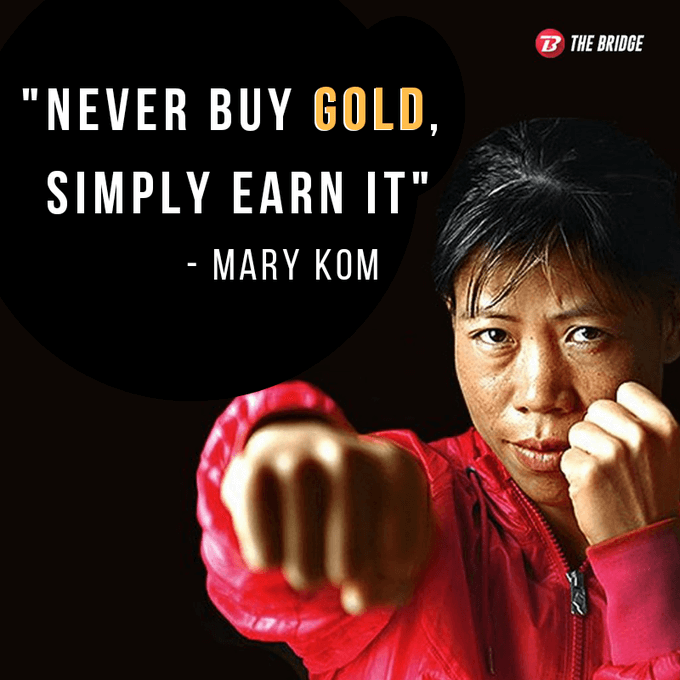 THE BRIDGE
"NEVER BUY GOLD,
SIMPLY EARN IT"
- MARY KOM